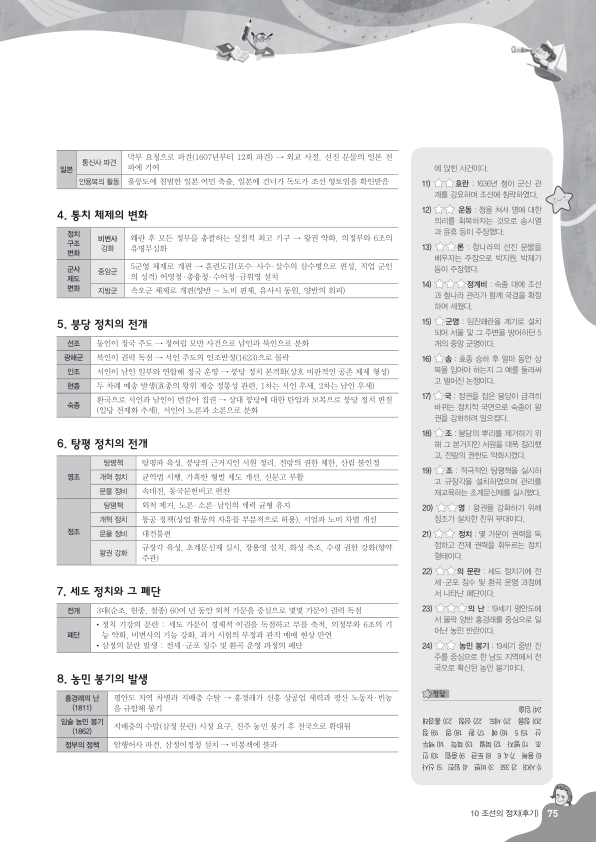 일본
통신사 파견
막부 요청으로 파견(1607년부터 12회 파견) → 외교 사절, 선진 문물의 일본 전
파에 기여
안용복의 활동
울릉도에 침범한 일본 어민 축출, 일본에 건너가 독도가 조선 영토임을 확인받음
4. 통치 체제의 변화
정치
구조
변화
비변사
강화
왜란 후 모든 정무를 총괄하는 실질적 최고 기구 → 왕권 약화, 의정부와 6조의
유명무실화
군사
제도
변화
중앙군
5군영 체제로 개편 → 훈련도감(포수·사수·살수의 삼수병으로 편성, 직업 군인
의 성격) 어영청·총융청·수어청·금위영 설치
지방군
속오군 체제로 개편(양반 ~ 노비 편제, 유사시 동원, 양반의 회피)
5. 붕당 정치의 전개
선조
동인이 정국 주도 → 정여립 모반 사건으로 남인과 북인으로 분화
광해군
북인이 권력 독점 → 서인 주도의 인조반정(1623)으로 몰락
인조
서인이 남인 일부와 연합해 정국 운영 → 붕당 정치 본격화(상호 비판적인 공존 체제 형성)
현종
두 차례 예송 발생(효종의 왕위 계승 정통성 관련, 1차는 서인 우세, 2차는 남인 우세)
숙종
환국으로 서인과 남인이 번갈아 집권 → 상대 붕당에 대한 탄압과 보복으로 붕당 정치 변질
(일당 전제화 추세), 서인이 노론과 소론으로 분화
6. 탕평 정치의 전개
영조
탕평책
탕평파 육성, 붕당의 근거지인 서원 정리, 전랑의 권한 제한, 산림 불인정
개혁 정치
균역법 시행, 가혹한 형벌 제도 개선, 신문고 부활
문물 정비
속대전, 동국문헌비고 편찬
정조
탕평책
외척 제거, 노론·소론·남인의 세력 균형 유지
개혁 정치
통공 정책(상업 활동의 자유를 부분적으로 허용), 서얼과 노비 차별 개선
문물 정비
대전통편
왕권 강화
규장각 육성, 초계문신제 실시, 장용영 설치, 화성 축조, 수령 권한 강화(향약
주관)
7. 세도 정치와 그 폐단
전개
3대(순조, 헌종, 철종) 60여 년 동안 외척 가문을 중심으로 몇몇 가문이 권력 독점
폐단
• 정치 기강의 문란 : 세도 가문이 경제적 이권을 독점하고 부를 축적, 의정부와 6조의 기
능 약화, 비변사의 기능 강화, 과거 시험의 부정과 관직 매매 현상 만연
• 삼정의 문란 발생 : 전세·군포 징수 및 환곡 운영 과정의 폐단
8. 농민 봉기의 발생
홍경래의 난
(1811)
평안도 지역 차별과 지배층 수탈 → 홍경래가 신흥 상공업 세력과 광산 노동자·빈농
을 규합해 봉기
임술 농민 봉기
(1862)
지배층의 수탈(삼정 문란) 시정 요구, 진주 농민 봉기 후 전국으로 확대됨
정부의 정책
암행어사 파견, 삼정이정청 설치 → 미봉책에 불과
에 앉힌 사건이다.
11) 호란 : 1636년 청이 군신 관
계를 강요하며 조선에 침략하였다.
12) 운동 : 청을 쳐서 명에 대한
의리를 회복하자는 것으로 송시열
과 윤휴 등이 주장했다.
13) 론 : 청나라의 선진 문물을
배우자는 주장으로 박지원, 박제가
등이 주장했다.
14) 정계비 : 숙종 대에 조선
과 청나라 관리가 함께 국경을 확정
하여 세웠다.
15) 군영 : 임진왜란을 계기로 설치
되어 서울 및 그 주변을 방어하던 5
개의 중앙 군영이다.
16) 송 : 효종 승하 후 얼마 동안 상
복을 입어야 하는지 그 예를 둘러싸
고 벌어진 논쟁이다.
17) 국 : 정권을 잡은 붕당이 급격히
바뀌는 정치적 국면으로 숙종이 왕
권을 강화하려 일으켰다.
18) 조 : 붕당의 뿌리를 제거하기 위
해 그 본거지인 서원을 대폭 정리했
고, 전랑의 권한도 약화시켰다.
19) 조 : 적극적인 탕평책을 실시하
고 규장각을 설치하였으며 관리를
재교육하는 초계문신제를 실시했다.
20) 영 : 왕권을 강화하기 위해
정조가 설치한 친위 부대이다.
21) 정치 : 몇 가문이 권력을 독
점하고 전제 권력을 휘두르는 정치
형태이다.
22) 의 문란 : 세도 정치기에 전
세·군포 징수 및 환곡 운영 과정에
서 나타난 폐단이다.
23) 의 난 : 19세기 평안도에
서 몰락 양반 홍경래를 중심으로 일
어난 농민 반란이다.
24) 농민 봉기 : 19세기 중반 진
주를 중심으로 한 남도 지역에서 전
국으로 확산된 농민 봉기이다.
정답
10 조선의 정치(후기)
75